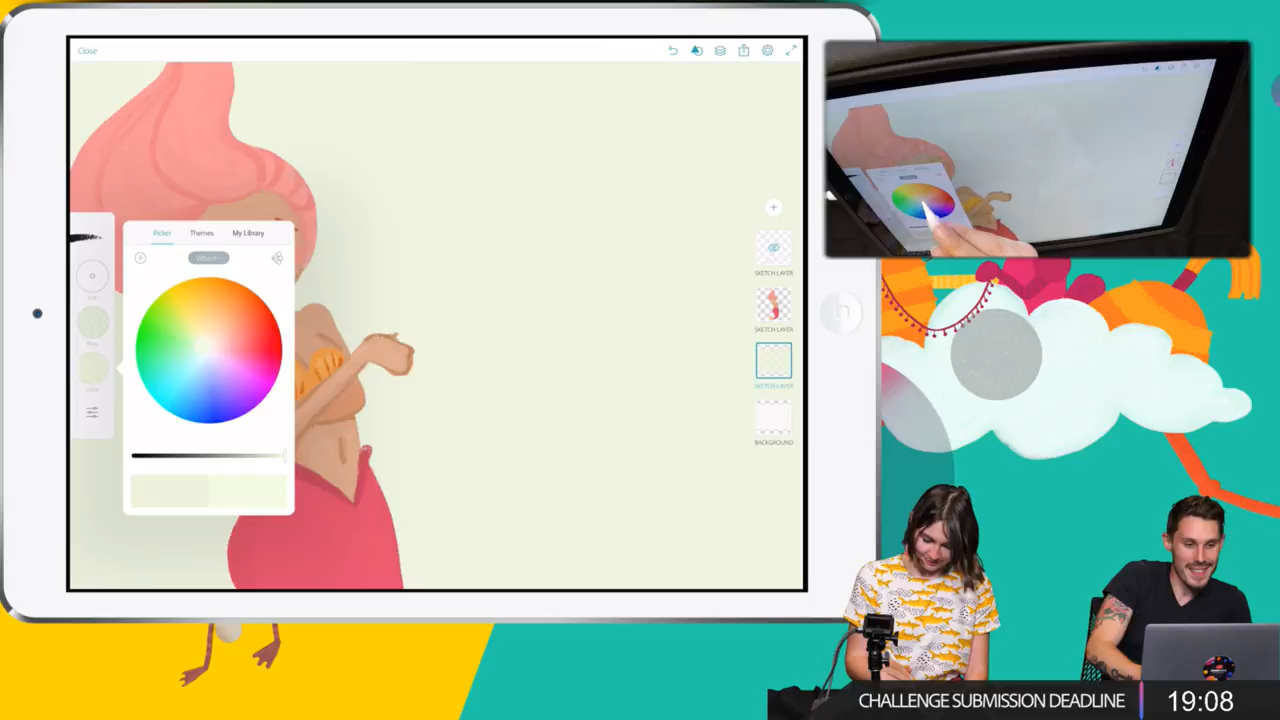 Close
Picker Themes My Library
Wheel
SKETCH LAYER
SKETCH LAYER
SKETCH LAYER
BACKGROUND
CHALLENGE SUBMISSION DEADLINE 19:08